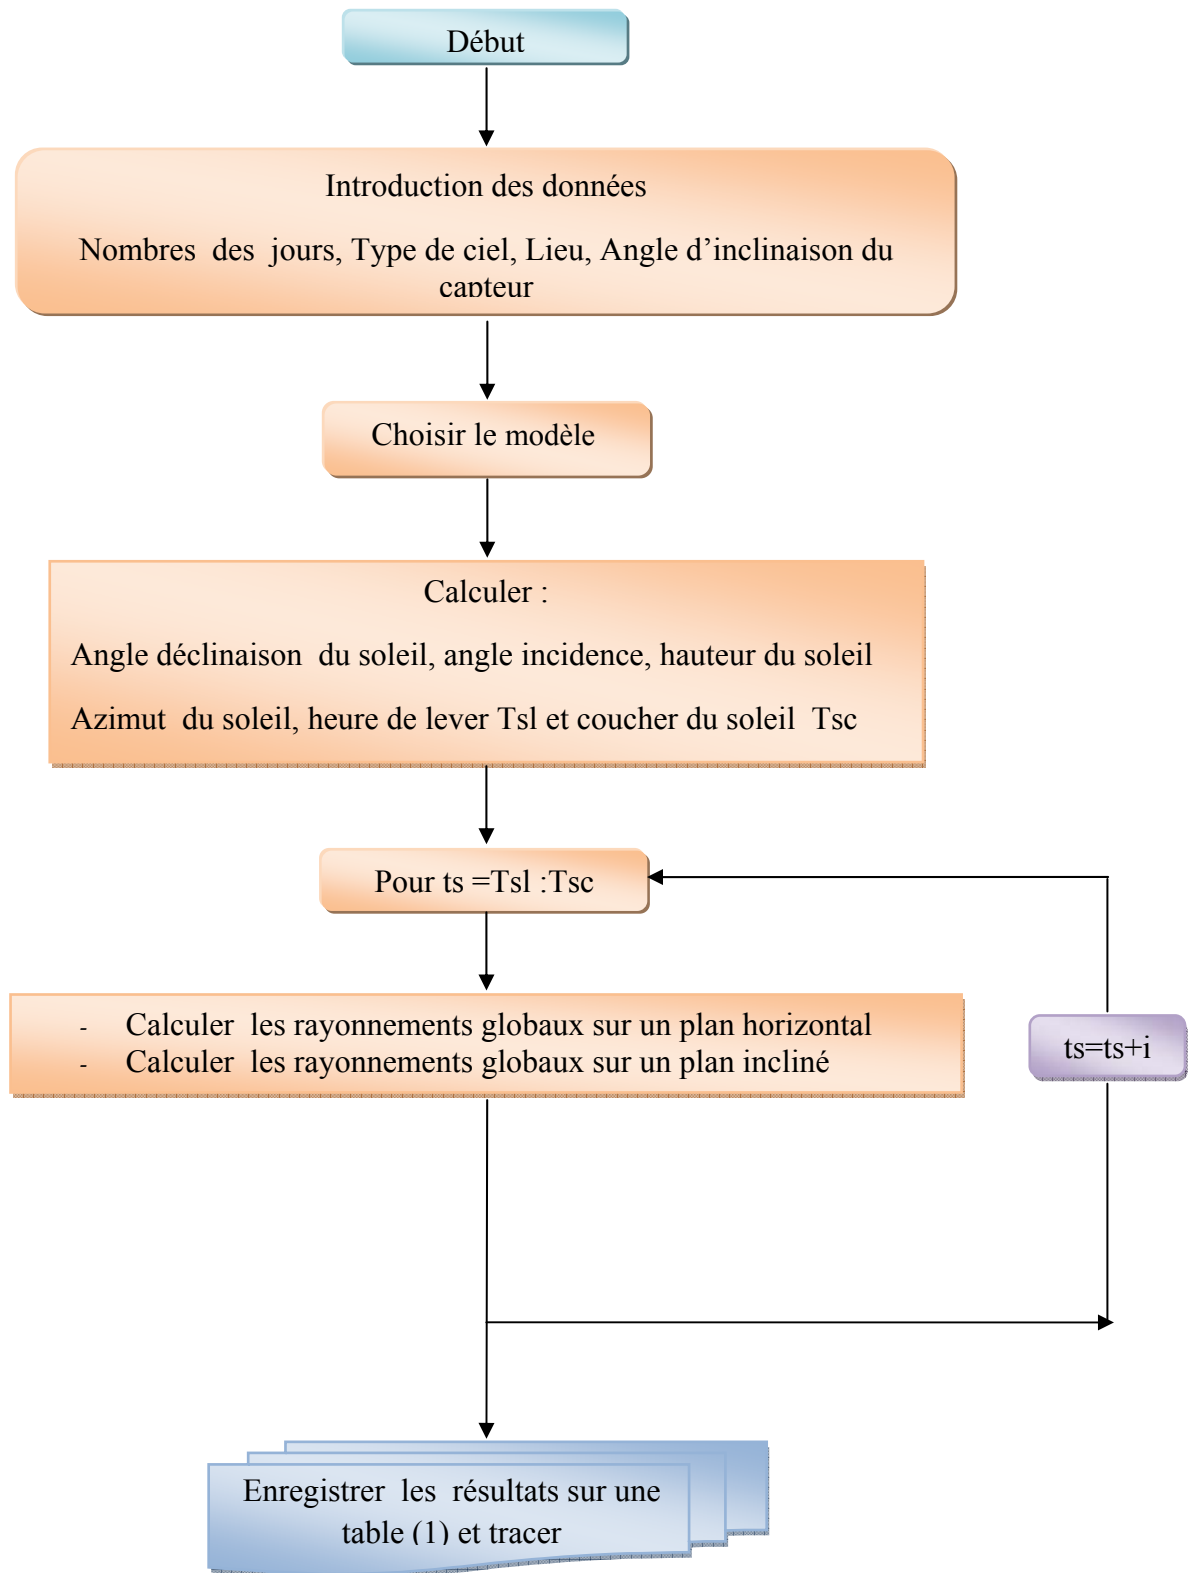 Début
Introduction des données
Nombres des jours, Type de ciel, Lieu, Angle d’inclinaison du
capteur
Choisir le modèle
Calculer :
Angle déclinaison du soleil, angle incidence, hauteur du soleil
Azimut du soleil, heure de lever Tsl et coucher du soleil Tsc
Pour ts =Tsl :Tsc
- Calculer les rayonnements globaux sur un plan horizontal
- Calculer les rayonnements globaux sur un plan incliné
ts=ts+i
Enregistrer les résultats sur une
table (1) et tracer